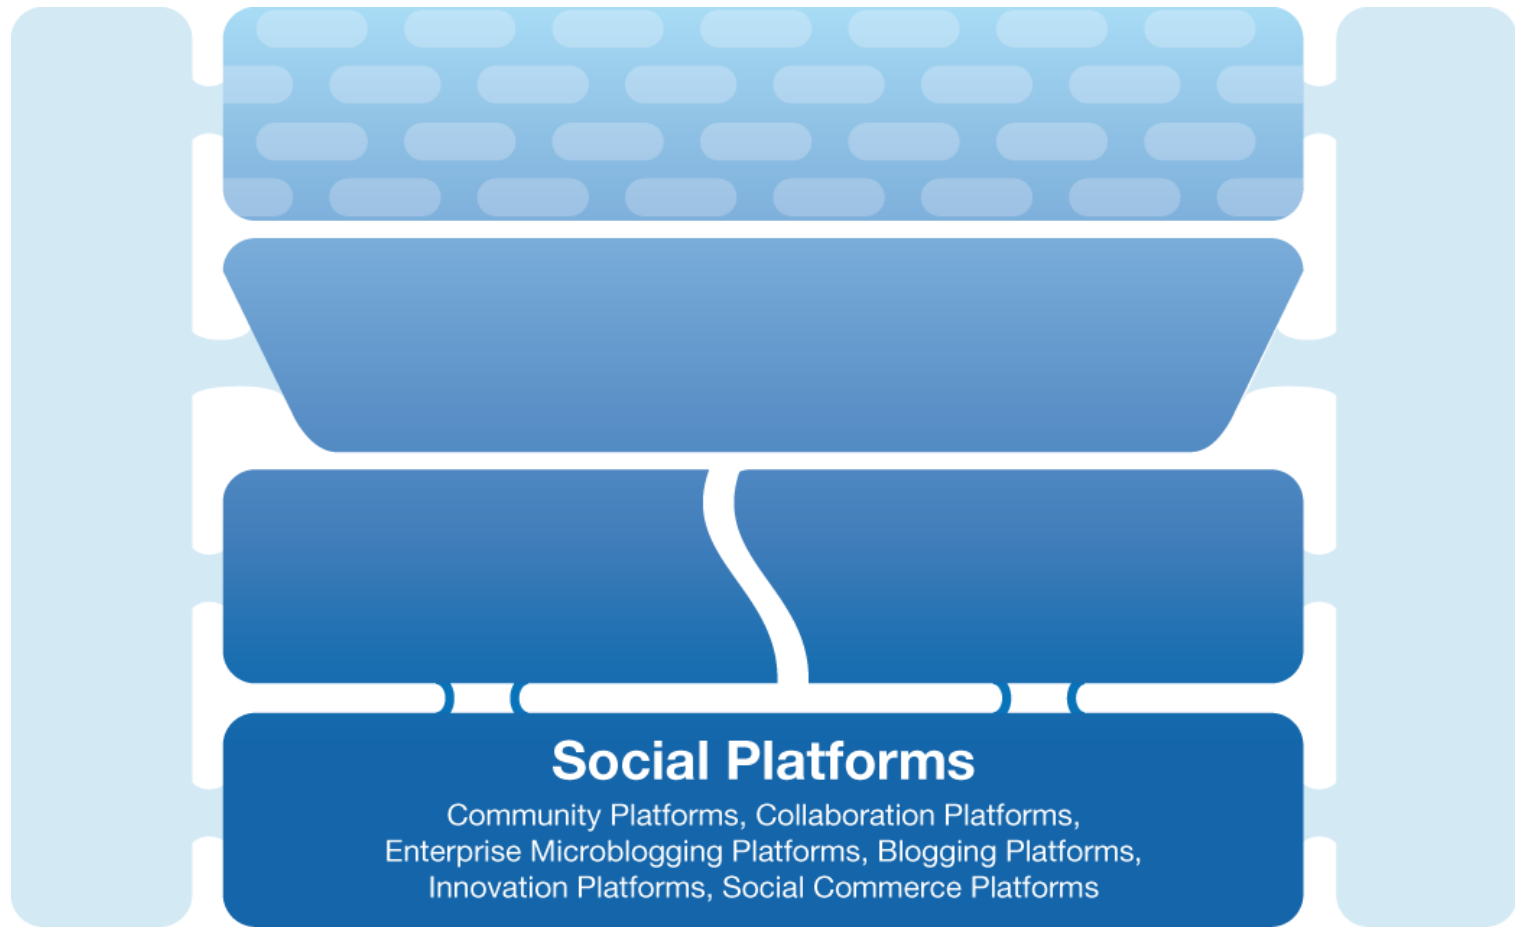 Social Platforms
Community Platforms, Collaboration Platforms,
Enterprise Microblogging Platforms, Blogging Platforms,
Innovation Platforms, Social Commerce Platforms